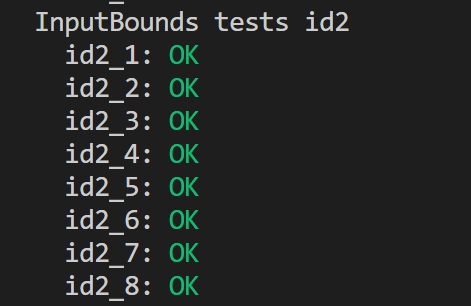 InputBounds tests id2
id2_1: OK
id2_2: OK
id2_3: OK
id2_4: OK
id2_5: OK
id2_6: OK
id2_7: OK
id2_8: OK